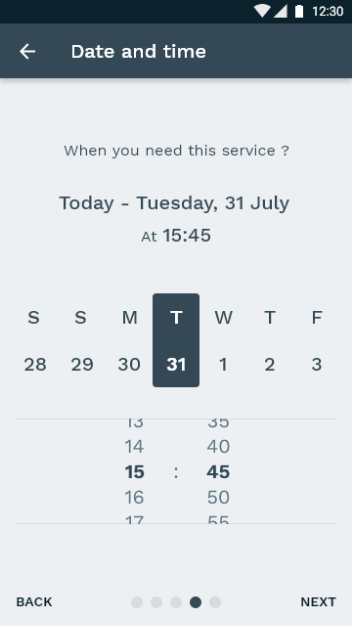 12:30
Date and time
When you need this service ?
Today - Tuesday, 31 July
At 15:45
S S M T W T F
28 29 30 31 1 2 3
13 35
14 40
15 : 45
16 50
17 55
BACK NEXT